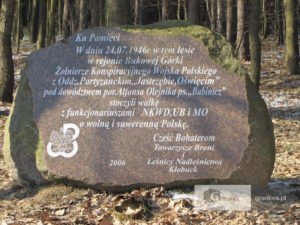 Ku Pamięci
W dniu 24.07.1946r. w tym lesie
w rejonie Bukowej Górki
Żołnierze Konspiracyjnego Wojska Polskiego
z Oddz. Partyzanckim "Jastrzębie, Oświęcim"
pod dowództwem por. Alfonsa Olejnika ps. "Babinicz"
stoczyli walkę
z funkcjonariuszami NKWD, UB i MO
o wolną i suwerenną Polskę.
Cześć Bohaterom
Towarzysze Broni
2006
Leśnicy Nadleśnictwa
Kłobuck